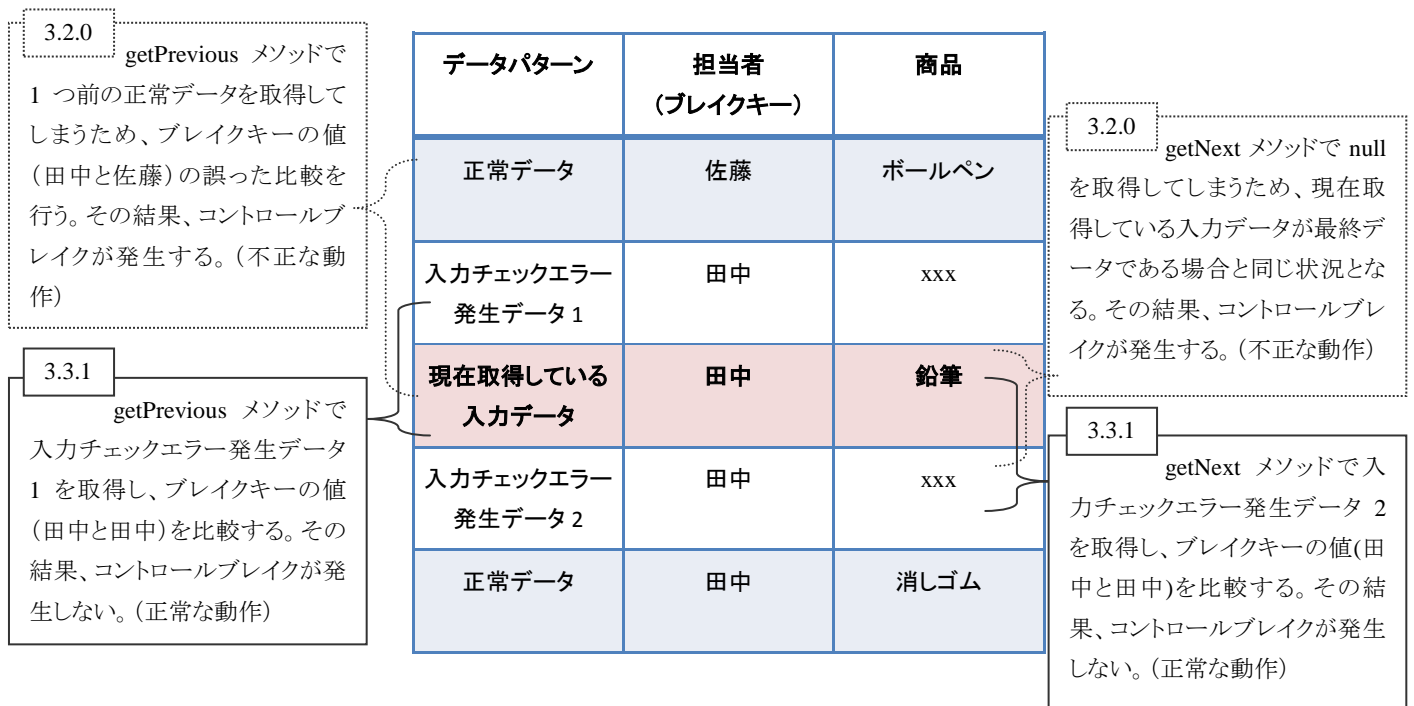 3.2.0
getPrevious メソッドで
1 つ前の正常データを取得して
しまうため、ブレイクキーの値
(田中と佐藤)の誤った比較を
行う。その結果、コントロールブ
レイクが発生する。(不正な動
作)
3.3.1
getPrevious メソッドで
入力チェックエラー発生データ
1 を取得し、ブレイクキーの値
(田中と田中)を比較する。その
結果、コントロールブレイクが発
生しない。(正常な動作)
データパターン 担当者 商品
(ブレイクキー)
正常データ 佐藤 ボールペン
入力チェックエラー 田中 xxx
発生データ 1
現在取得している 田中 鉛筆
入力データ
入力チェックエラー 田中 xxx
発生データ 2
正常データ 田中 消しゴム
3.2.0
getNext メソッドで null
を取得してしまうため、現在取
得している入力データが最終デ
ータである場合と同じ状況とな
る。その結果、コントロールブレ
イクが発生する。(不正な動作)
3.3.1
getNext メソッドで入
力チェックエラー発生データ 2
を取得し、ブレイクキーの値(田
中と田中)を比較する。その結
果、コントロールブレイクが発生
しない。(正常な動作)